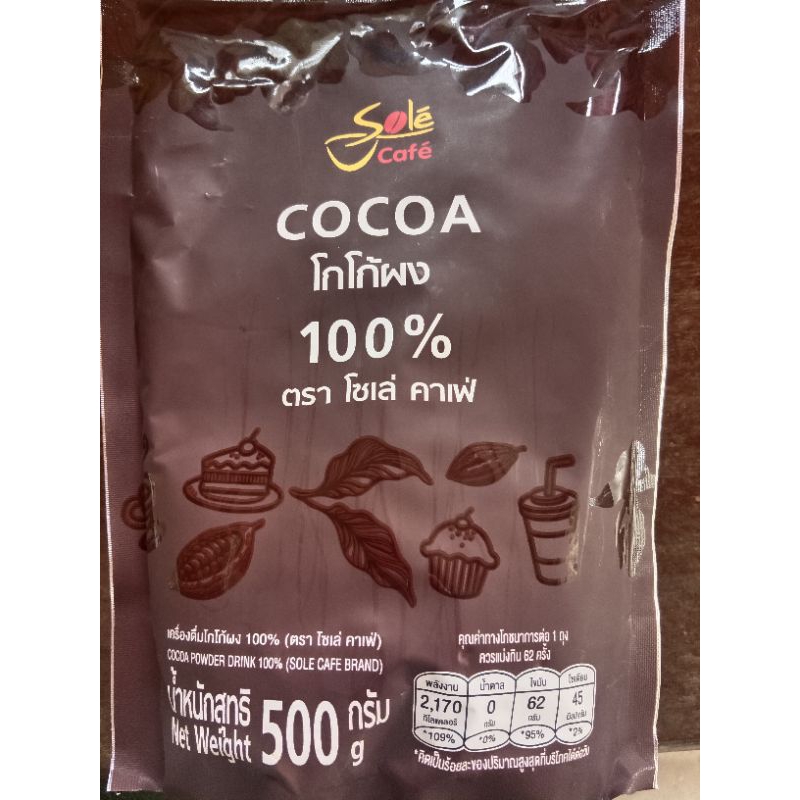 Solé
Café
COCOA
โกโก้ผง
100%
ตรา โซเล่ คาเฟ่
เครื่องดื่มโกโก้ผง 100% (ตรา โซเล่ คาเฟ่)
COCOA POWDER DRINK 100% (SOLE CAFE BRAND)
น้ำหนักสุทธิ
Net Weight
500 กรัม
g
คุณค่าทางโภชนาการต่อ 1 ถุง
ควรแบ่งกิน 62 ครั้ง
พลังงาน น้ำตาล ไขมัน โซเดียม
2,170 0 62 45
กิโลแคลอรี กรัม กรัม มิลลิกรัม
*109% *0% *95% *2%
*คิดเป็นร้อยละของปริมาณสูงสุดที่บริโภคได้ต่อวัน